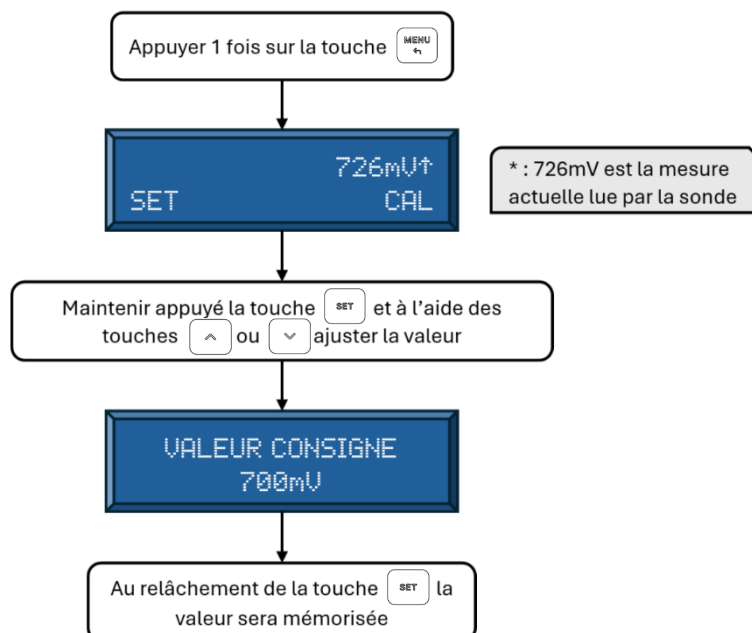 Appuyer 1 fois sur la touche MENU
726mV↑
SET CAL
* : 726mV est la mesure
actuelle lue par la sonde
Maintenir appuyé la touche SET et à l’aide des
touches ou ajuster la valeur
VALEUR CONSIGNE
700mV
Au relâchement de la touche SET la
valeur sera mémorisée